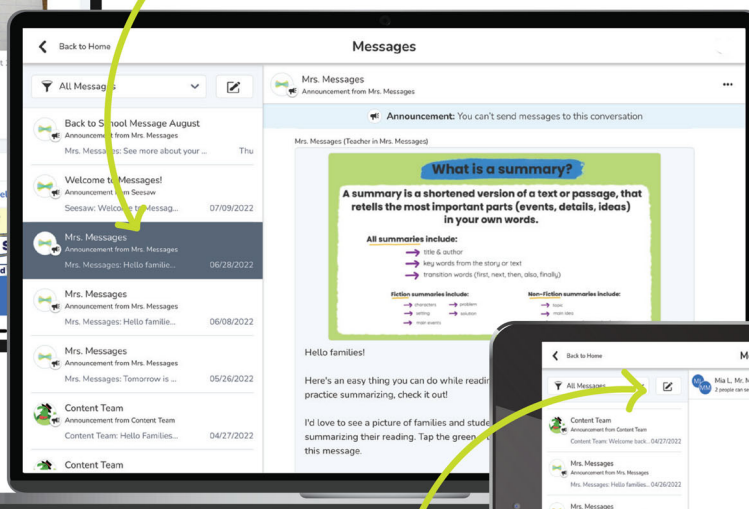 Back to Home
Messages
All Messages
Back to School Message August
Announcement from Mrs. Messages
Mrs. Messages: See more about your ... Thu
Welcome to Messages!
Announcement from Seesaw
Seesaw: Welcome to Messag... 07/09/2022
Mrs. Messages
Announcement from Mrs. Messages
Mrs. Messages: Hello familie... 06/28/2022
Mrs. Messages
Announcement from Mrs. Messages
Mrs. Messages: Hello familie... 06/08/2022
Mrs. Messages
Announcement from Mrs. Messages
Mrs. Messages: Tomorrow is ... 05/26/2022
Content Team
Announcement from Content Team
Content Team: Hello Families... 04/27/2022
Content Team
Mrs. Messages
Announcement from Mrs. Messages
Announcement: You can't send messages to this conversation
Mrs. Messages (Teacher in Mrs. Messages)
What is a summary?
A summary is a shortened version of a text or passage, that
retells the most important parts (events, details, ideas)
in your own words.
All summaries include:
title & author
key words from the story or text
transition words (first, next, then, also, finally)
Fiction summaries include:
characters problem
setting solution
main events
Non-Fiction summaries include:
topic
main idea
Hello families!
Here's an easy thing you can do while
practice summarizing, check it out!
I'd love to see a picture of families and
summarizing their reading. Tap the green
this message.
Back to Home
All Messages
Mia L, Mr. M
2 people can se
Content Team
Announcement from Content Team
Content Team: Welcome back... 04/27/2022
Mrs. Messages
Announcement from Mrs. Messages
Mrs. Messages: Hello families... 04/26/2022
Mrs. Messages